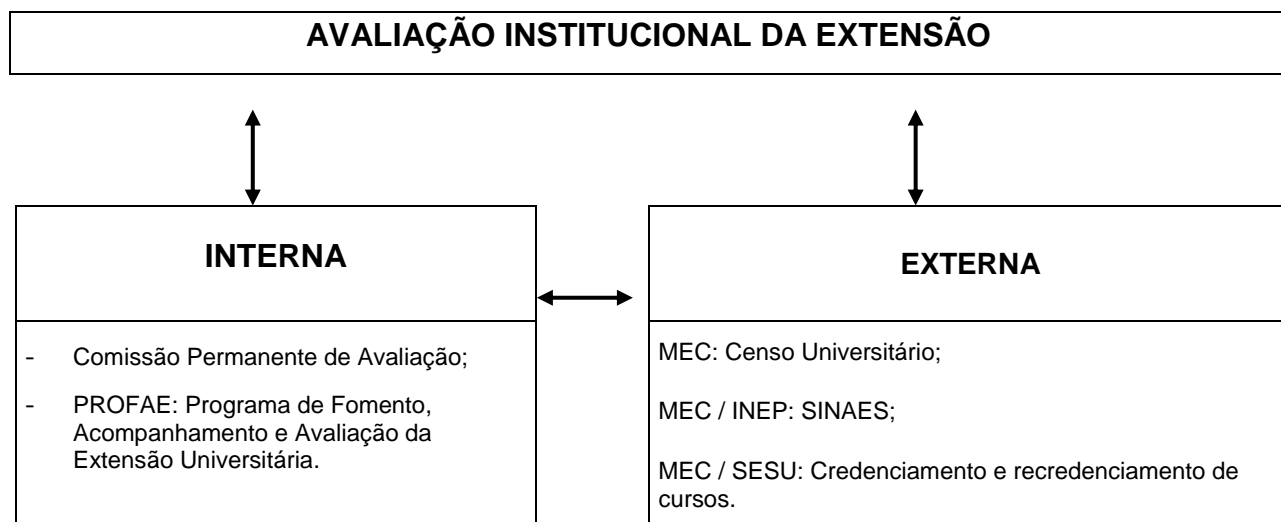 AVALIAÇÃO INSTITUCIONAL DA EXTENSÃO
INTERNA
- Comissão Permanente de Avaliação;
- PROFAE: Programa de Fomento,
Acompanhamento e Avaliação da
Extensão Universitária.
EXTERNA
MEC: Censo Universitário;
MEC / INEP: SINAES;
MEC / SESU: Credenciamento e recredenciamento de
cursos.